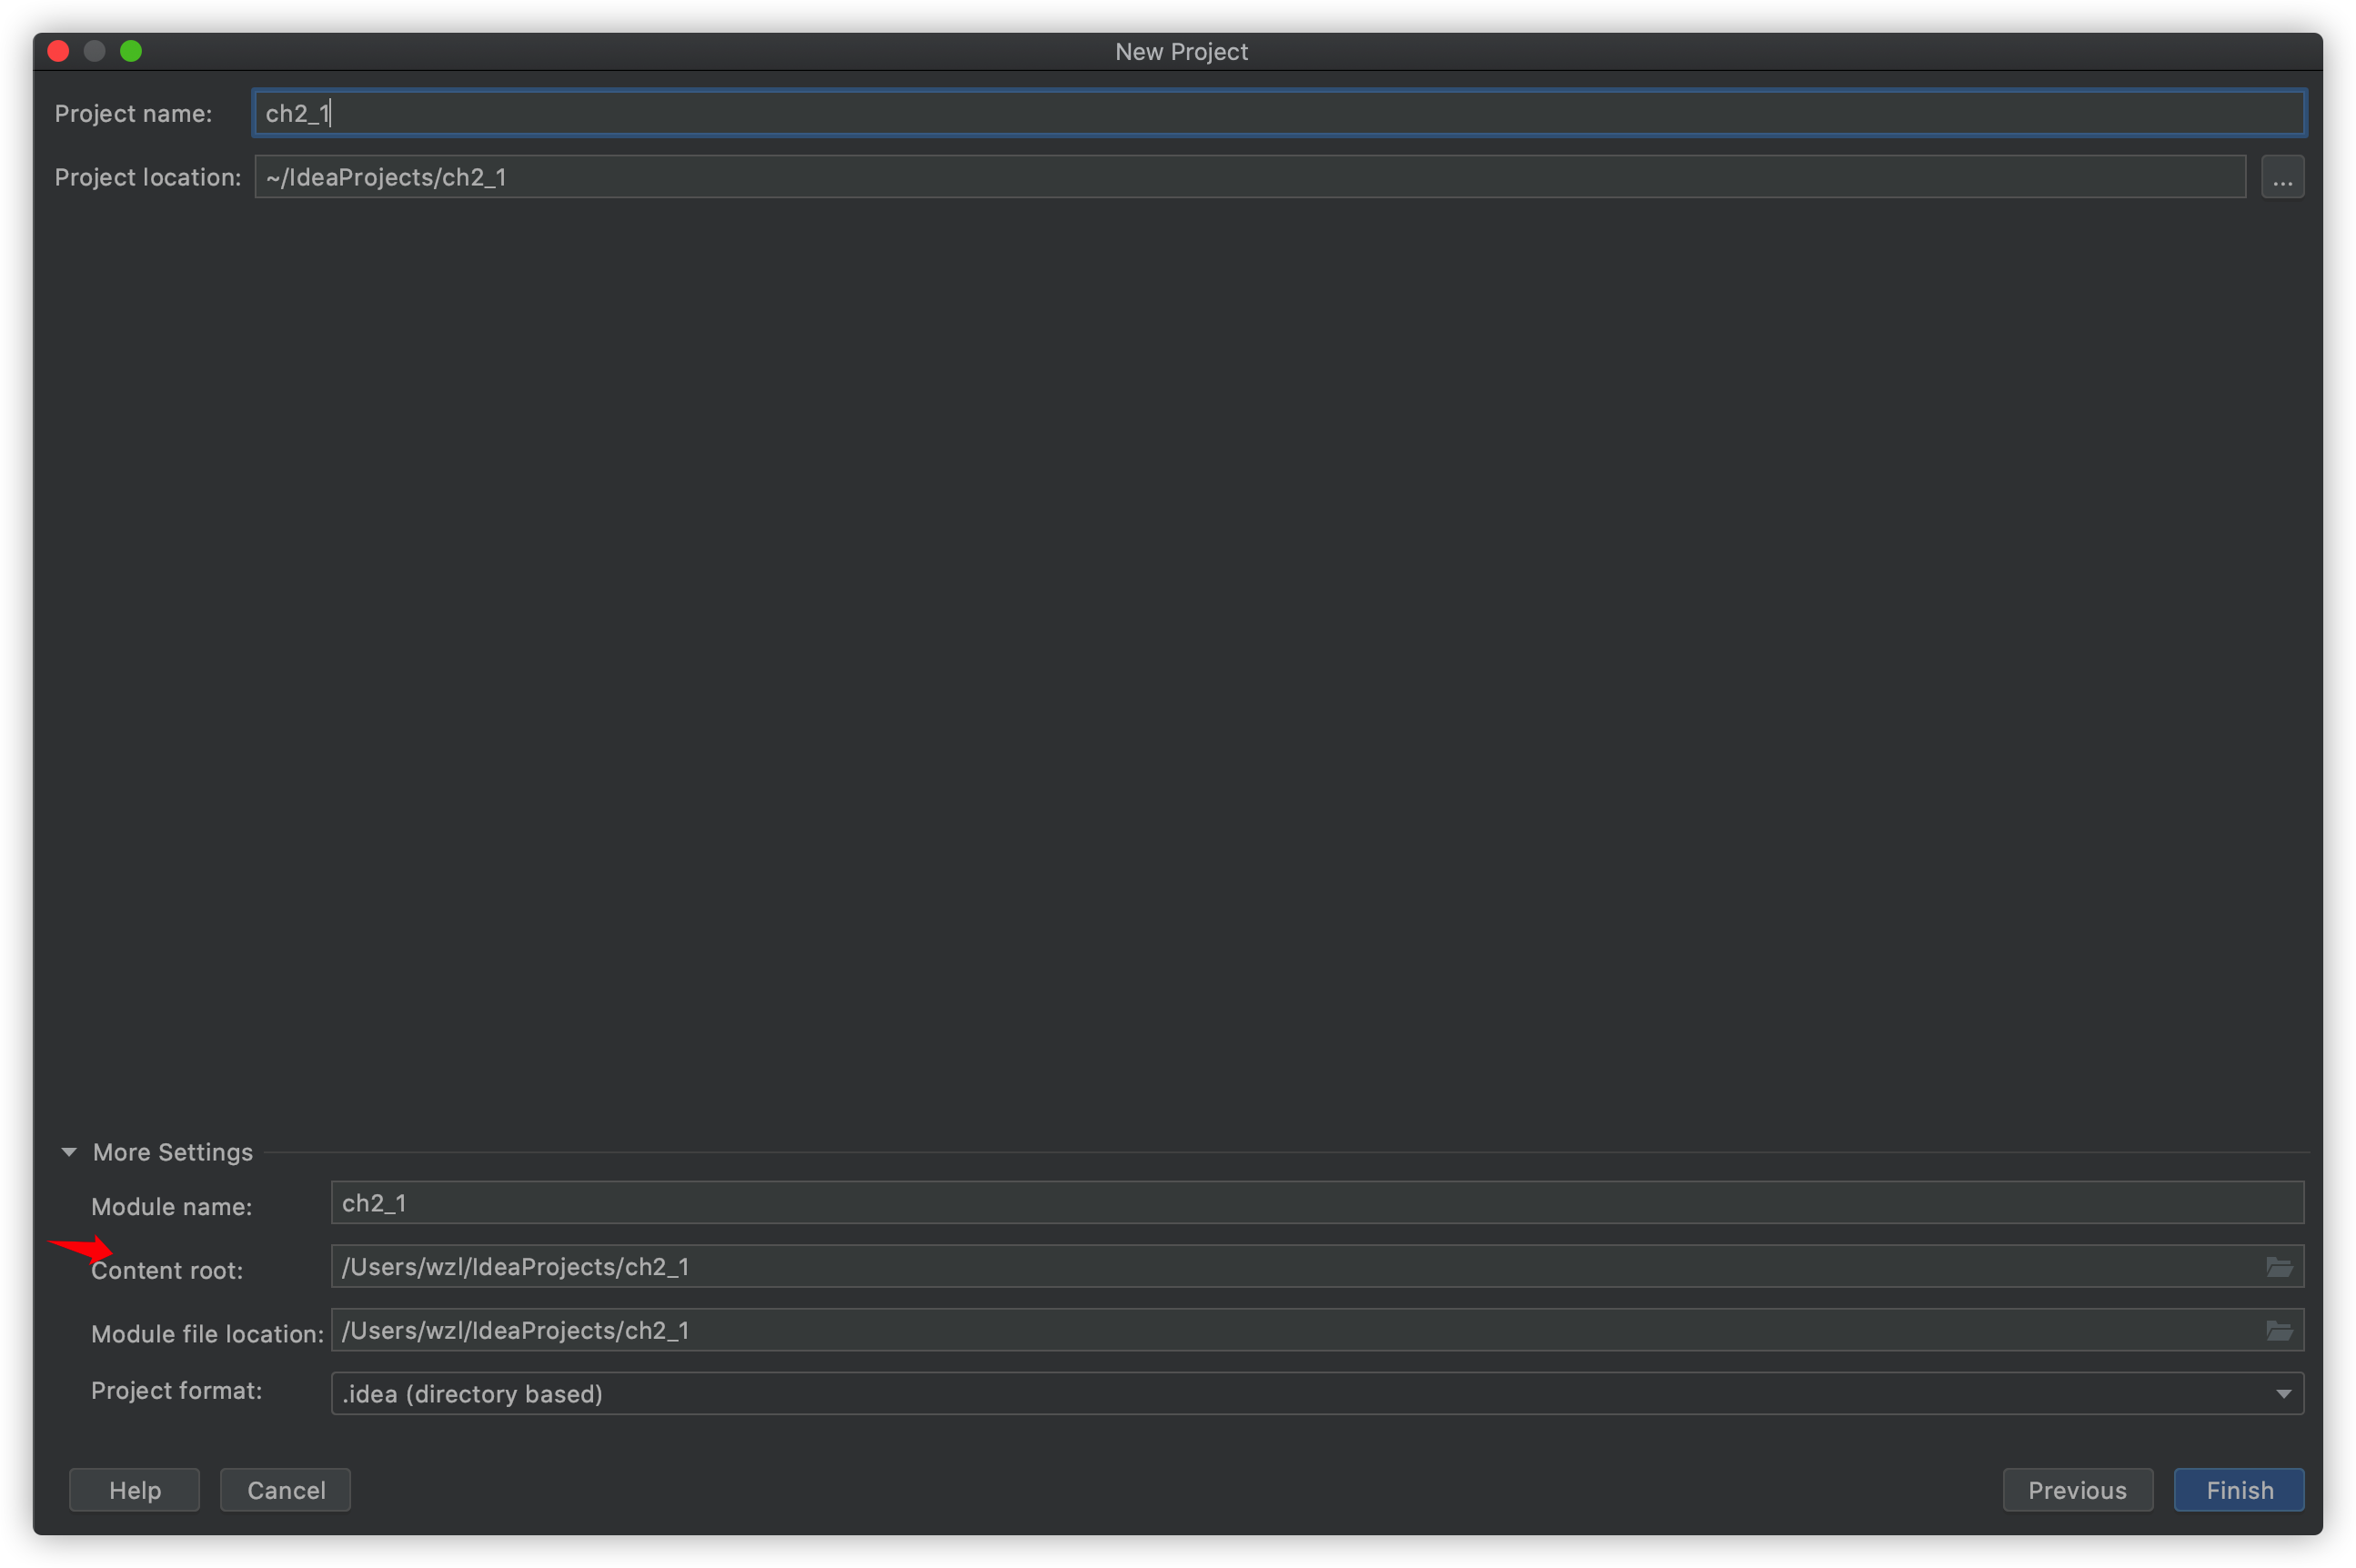 New Project
Project name: ch2_1
Project location: ~/IdeaProjects/ch2_1 ...
More Settings
Module name: ch2_1
Content root: /Users/wzl/IdeaProjects/ch2_1
Module file location: /Users/wzl/IdeaProjects/ch2_1
Project format: .idea (directory based)
Help Cancel Previous Finish